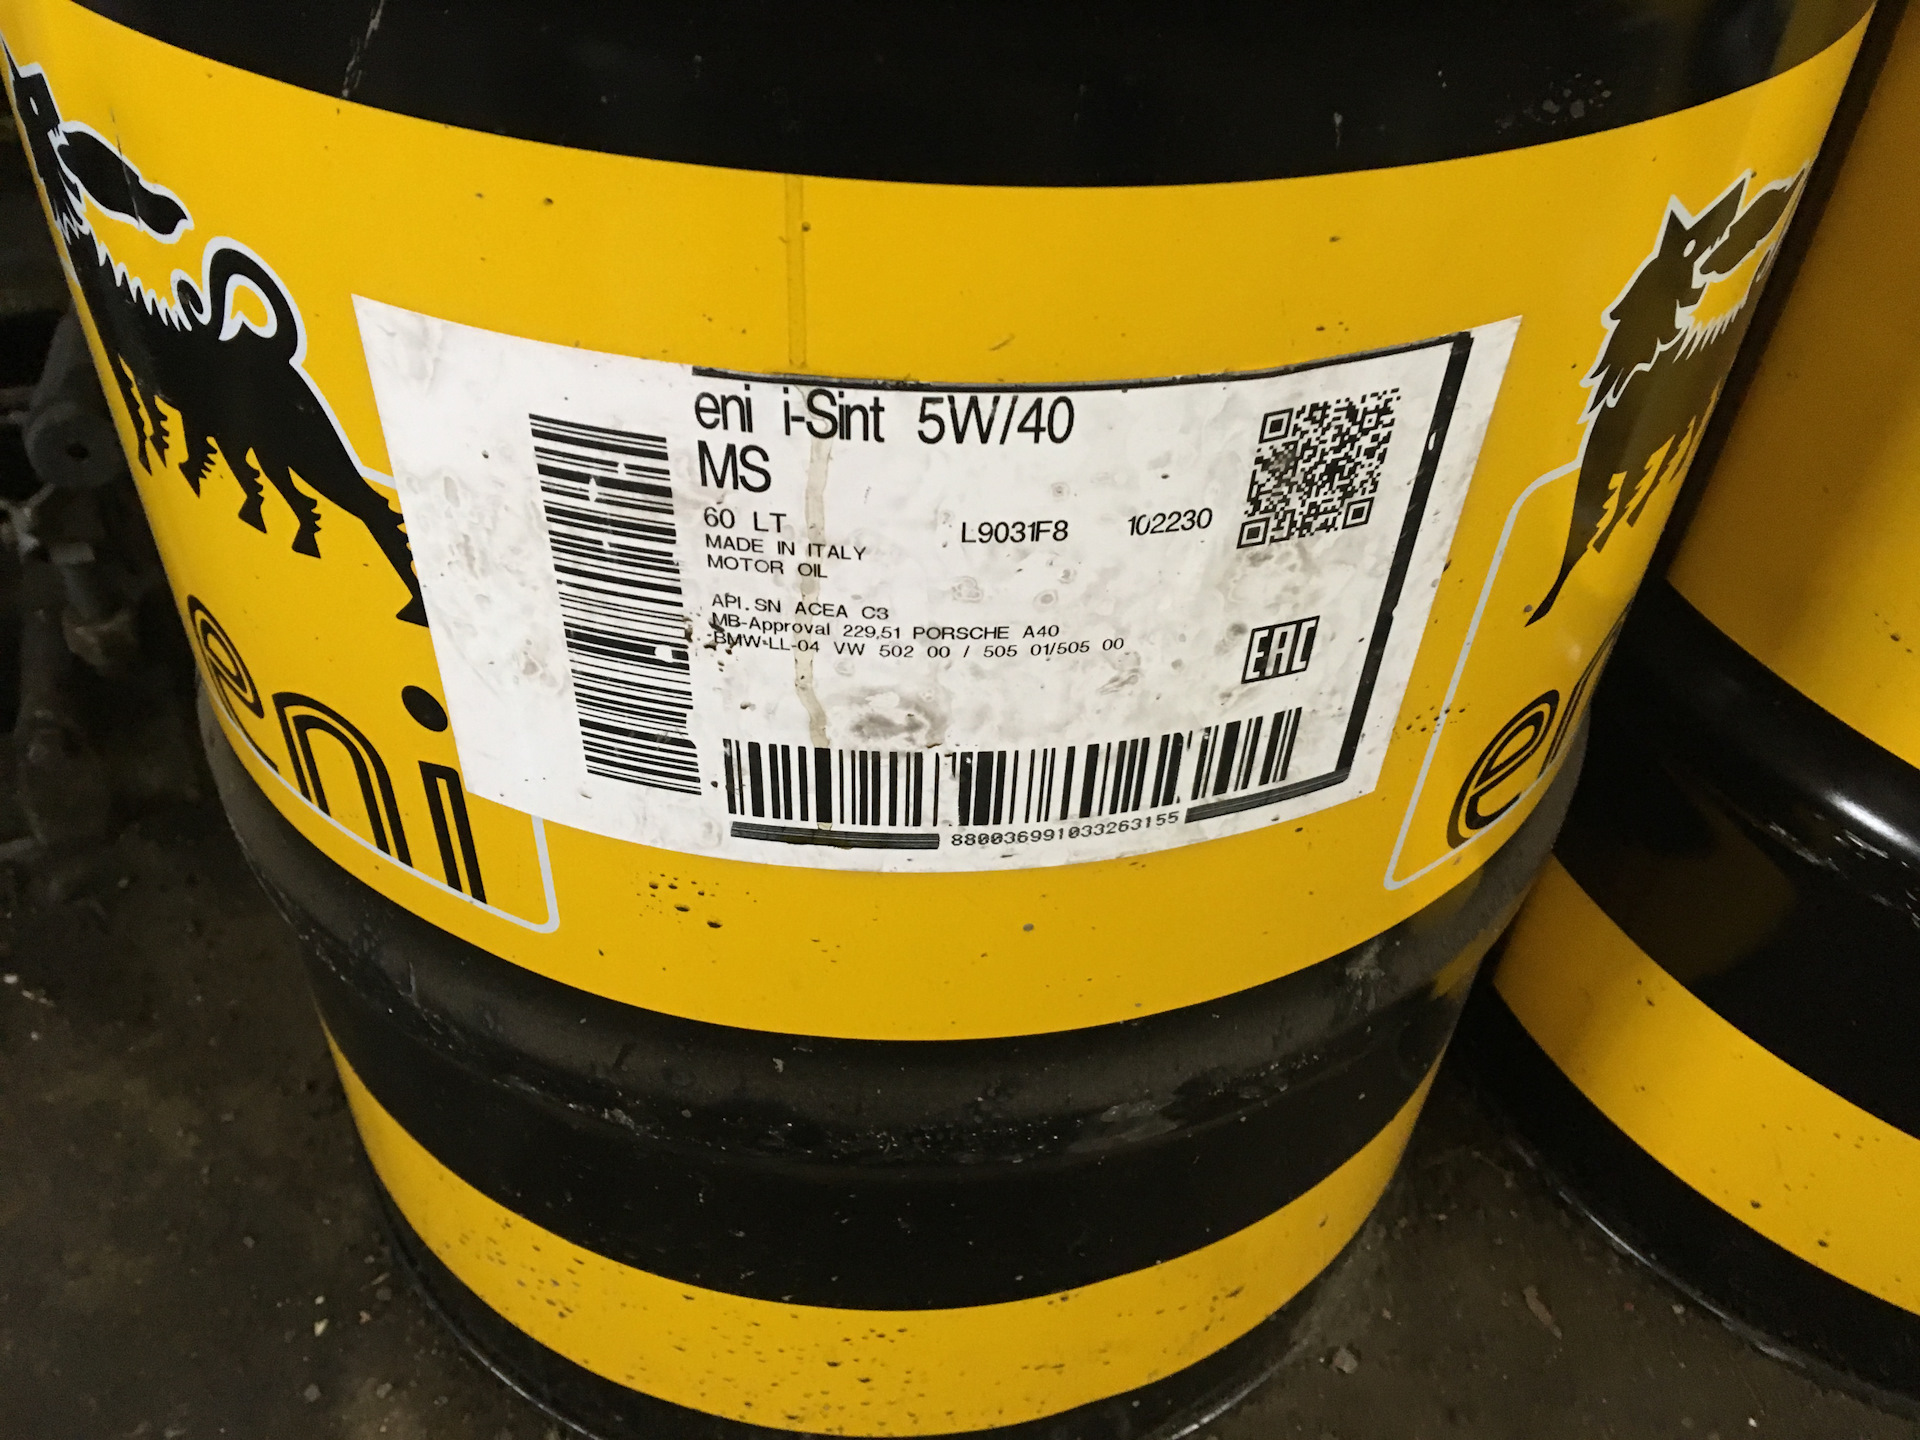 eni i-Sint 5W/40
MS
60 LT L9031F8 102230
MADE IN ITALY
MOTOR OIL
API.SN ACEA C3
MB-Approval 229,51 PORSCHE A40
BMW-LL-04 VW 502 00 / 505 01/505 00
EAC
8800369910332631​55
eni
en